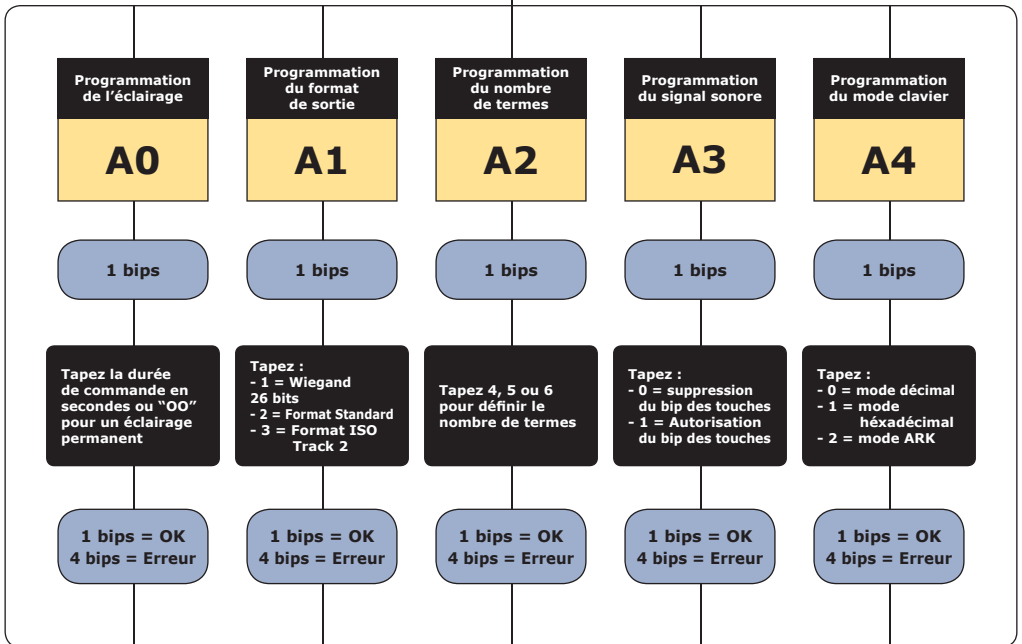 Programmation
de l'éclairage
A0
1 bips
Tapez la durée
de commande en
secondes ou “OO”
pour un éclairage
permanent
1 bips = OK
4 bips = Erreur
Programmation
du format
de sortie
A1
1 bips
Tapez :
- 1 = Wiegand
26 bits
- 2 = Format Standard
- 3 = Format ISO
Track 2
1 bips = OK
4 bips = Erreur
Programmation
du nombre
de termes
A2
1 bips
Tapez 4, 5 ou 6
pour définir le
nombre de termes
1 bips = OK
4 bips = Erreur
Programmation
du signal sonore
A3
1 bips
Tapez :
- 0 = suppression
du bip des touches
- 1 = Autorisation
du bip des touches
1 bips = OK
4 bips = Erreur
Programmation
du mode clavier
A4
1 bips
Tapez :
- 0 = mode décimal
- 1 = mode
héxadécimal
- 2 = mode ARK
1 bips = OK
4 bips = Erreur